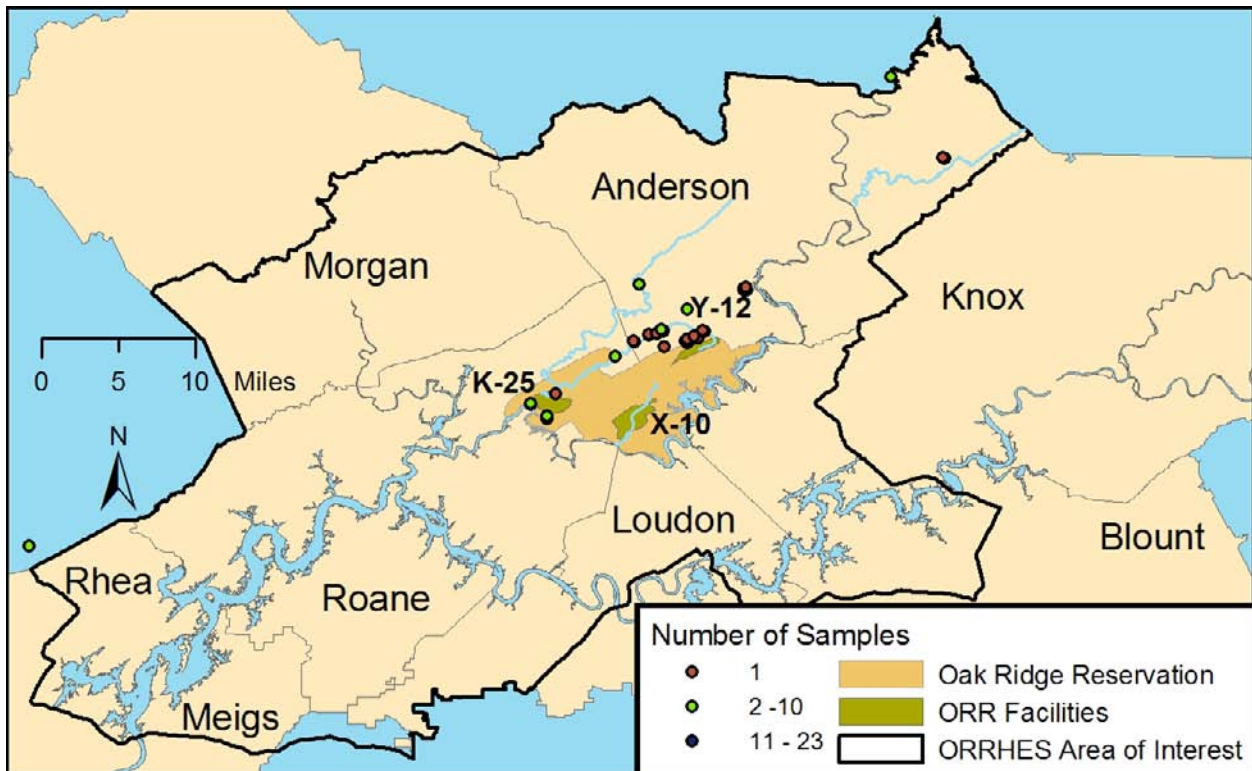 Anderson
Morgan
Knox
Y-12
0 5 10 Miles
K-25
X-10
N
Loudon
Blount
Rhea
Roane
Meigs
Number of Samples
1
2 -10
11 - 23
Oak Ridge Reservation
ORR Facilities
ORRHES Area of Interest